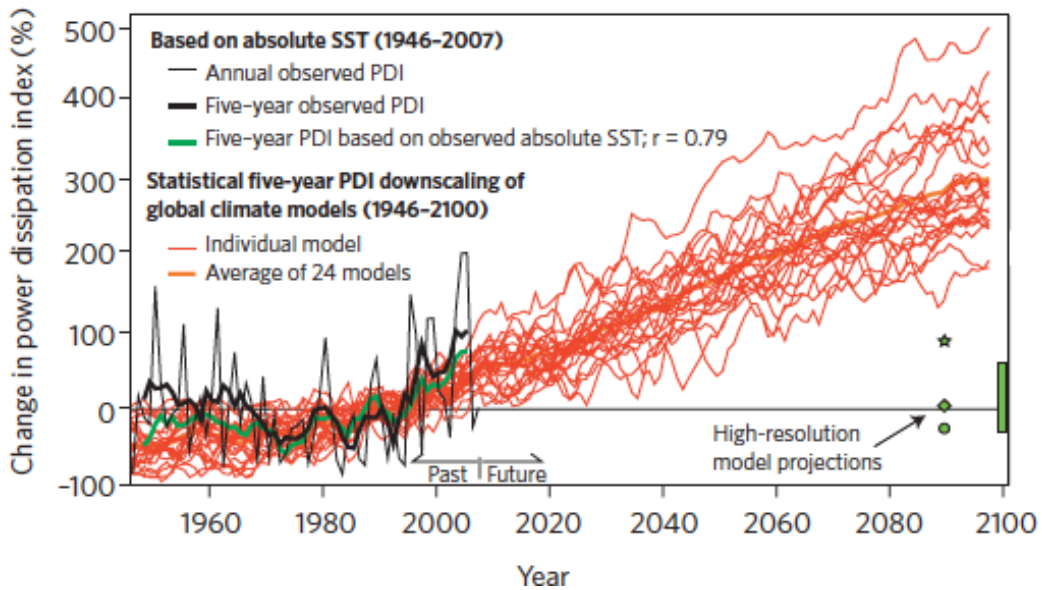 Change in power dissipation index (%)
500
400
300
200
100
0
–100
Based on absolute SST (1946–2007)
Annual observed PDI
Five–year observed PDI
Five–year PDI based on observed absolute SST; r = 0.79
Statistical five–year PDI downscaling of
global climate models (1946–2100)
Individual model
Average of 24 models
High-resolution
model projections
Past
Future
1960
1980
2000
2020
2040
2060
2080
2100
Year